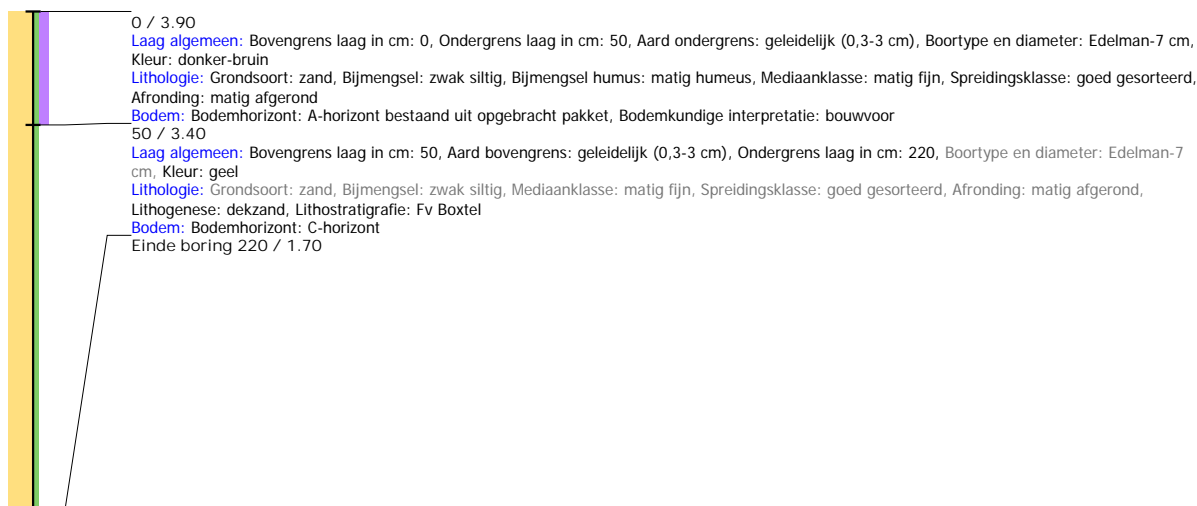 0 / 3.90
Laag algemeen: Bovengrens laag in cm: 0, Ondergrens laag in cm: 50, Aard ondergrens: geleidelijk (0,3-3 cm), Boortype en diameter: Edelman-7 cm,
Kleur: donker-bruin
Lithologie: Grondsoort: zand, Bijmengsel: zwak siltig, Bijmengsel humus: matig humeus, Mediaanklasse: matig fijn, Spreidingsklasse: goed gesorteerd,
Afronding: matig afgerond
Bodem: Bodemhorizont: A-horizont bestaand uit opgebracht pakket, Bodemkundige interpretatie: bouwvoor
50 / 3.40
Laag algemeen: Bovengrens laag in cm: 50, Aard bovengrens: geleidelijk (0,3-3 cm), Ondergrens laag in cm: 220, Boortype en diameter: Edelman-7
cm, Kleur: geel
Lithologie: Grondsoort: zand, Bijmengsel: zwak siltig, Mediaanklasse: matig fijn, Spreidingsklasse: goed gesorteerd, Afronding: matig afgerond,
Lithogenese: dekzand, Lithostratigrafie: Fv Boxtel
Bodem: Bodemhorizont: C-horizont
Einde boring 220 / 1.70